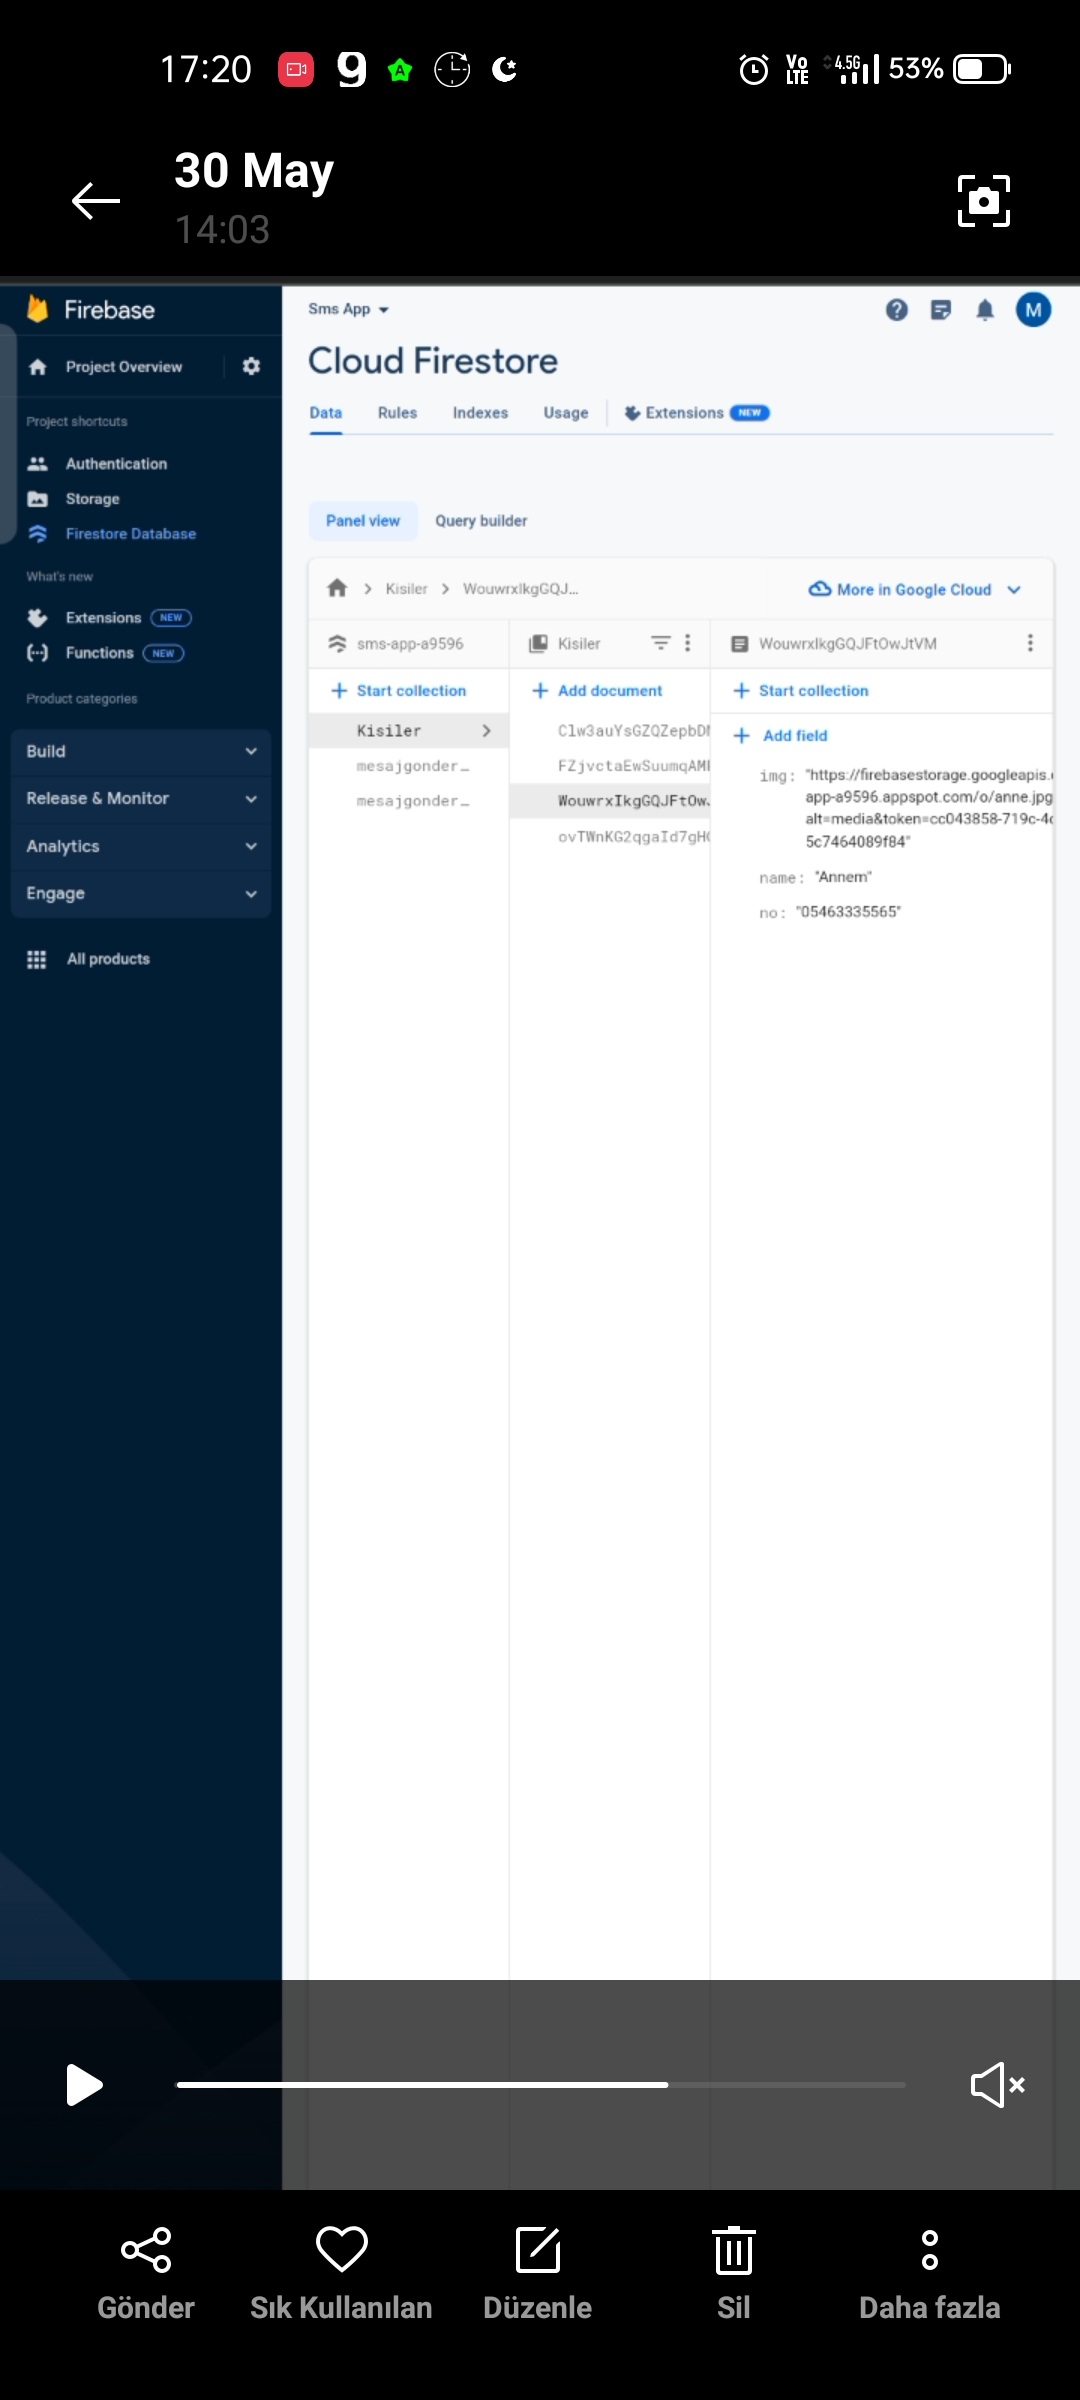 17:20
9
A
Vo
LTE
4.5G
53%
30 May
14:03
Firebase
Sms App
M
Project Overview
Cloud Firestore
Project shortcuts
Data
Rules
Indexes
Usage
Extensions
NEW
Authentication
Storage
Firestore Database
Panel view
Query builder
What's new
Extensions
NEW
Functions
NEW
Kisiler
WouwrxIkgGQJ...
More in Google Cloud
sms-app-a9596
Kisiler
WouwrxIkgGQJFtOwJtVM
Product categories
Start collection
Add document
Start collection
Kisiler
mesajgonder…
mesajgonder…
Clw3auYsGZQZepbD
FZjvctaEwSuumqAM
WouwrxIkgGQJFtOw
ovTWnKG2qgaId7gH
Add field
img: "https://firebasestorage.googleapis.
app-a9596.appspot.com/o/anne.jpg
alt=media&token=cc043858-719c-4
5c7464089f84"
name: "Annem"
no: "05463335565"
Build
Release & Monitor
Analytics
Engage
All products
Gönder
Sık Kullanılan
Düzenle
Sil
Daha fazla